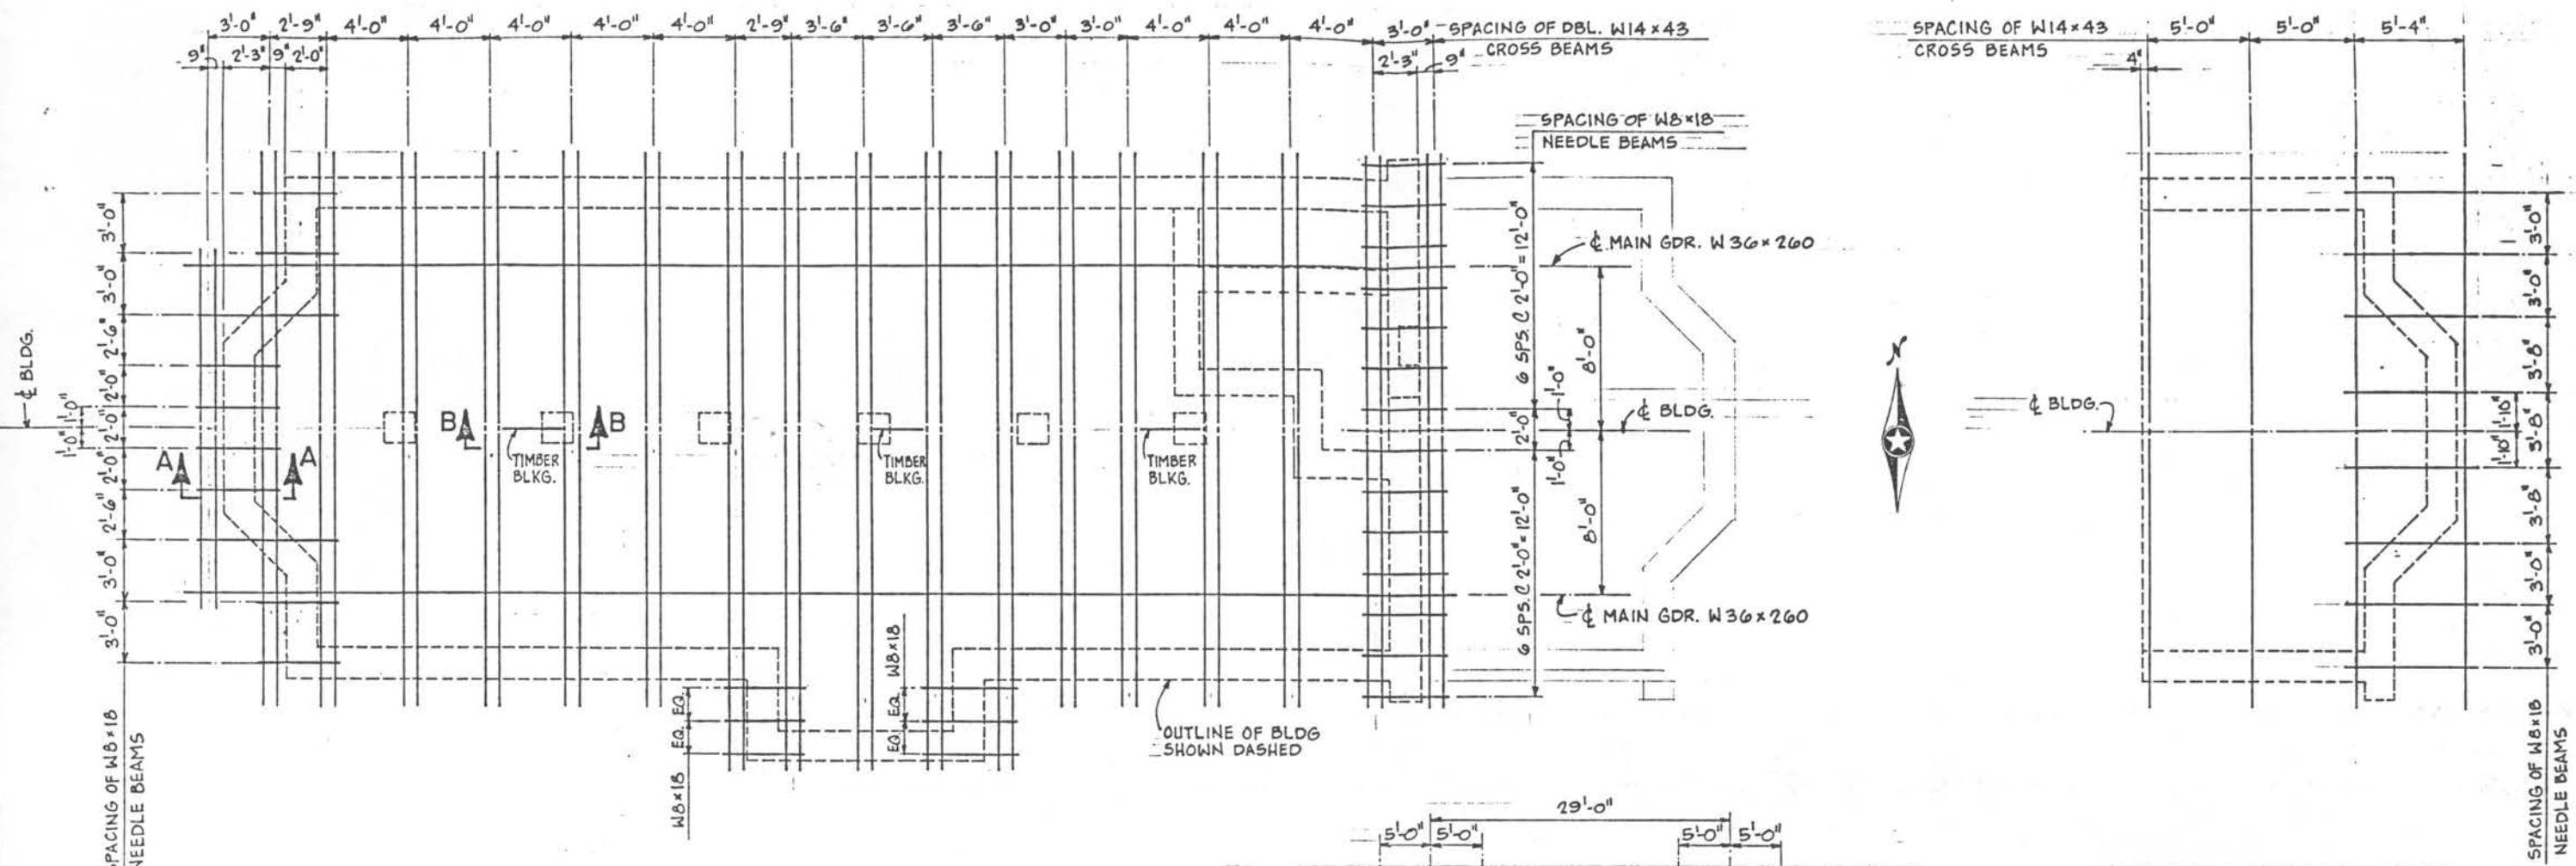 3'-0" 2'-9" 4'-0" 4'-0" 4'-0" 4'-0" 4'-0" 2'-9" 3'-6" 3'-6" 3'-6" 3'-0" 3'-0" 4'-0" 4'-0" 4'-0" 3'-0" SPACING OF DBL. W14×43
CROSS BEAMS
9" 2'-3" 9" 2'-0"
2'-3" 9"
SPACING OF W14×43
CROSS BEAMS
5'-0" 5'-0" 5'-4"
4"
SPACING OF W8×18
NEEDLE BEAMS
3'-0"
3'-0"
2'-6"
2'-0"
2'-0"
2'-0"
2'-6"
3'-0"
3'-0"
1'-0" 1'-0"
℄ BLDG.
A A
B B
TIMBER
BLKG.
TIMBER
BLKG.
TIMBER
BLKG.
6 SPS. @ 2'-0" = 12'-0"
2'-0"
6 SPS. @ 2'-0" = 12'-0"
1'-0"
1'-0"
8'-0"
8'-0"
℄ MAIN GDR. W36×260
℄ BLDG.
℄ MAIN GDR. W36×260
N
℄ BLDG.
3'-0"
3'-0"
3'-8"
3'-8"
3'-8"
3'-0"
3'-0"
1'-10" 1'-10"
SPACING OF W8×18
NEEDLE BEAMS
W8×18
EQ.
EQ.
W8×18
EQ.
EQ.
OUTLINE OF BLDG
SHOWN DASHED
SPACING OF W8×18
NEEDLE BEAMS
29'-0"
5'-0" 5'-0" 5'-0" 5'-0"